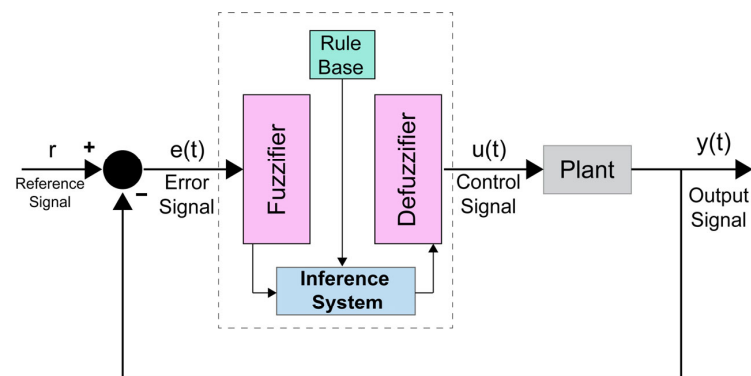 Rule
Base
r
+
Reference
Signal
−
e(t)
Error
Signal
Fuzzifier
Inference
System
Defuzzifier
u(t)
Control
Signal
Plant
y(t)
Output
Signal